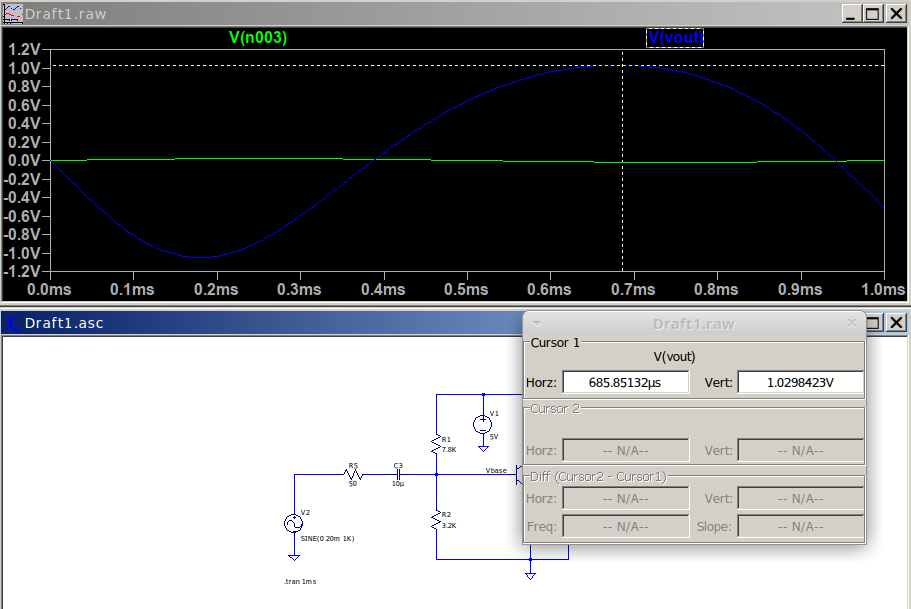 Draft1.raw
V(n003) V(vout)
1.2V
1.0V
0.8V
0.6V
0.4V
0.2V
0.0V
-0.2V
-0.4V
-0.6V
-0.8V
-1.0V
-1.2V
0.0ms 0.1ms 0.2ms 0.3ms 0.4ms 0.5ms 0.6ms 0.7ms 0.8ms 0.9ms 1.0ms
Draft1.asc
Draft1.raw
Cursor 1
V(vout)
Horz: 685.85132µs Vert: 1.0298423V
Cursor 2
Horz: -- N/A-- Vert: -- N/A--
Diff (Cursor2 - Cursor1)
Horz: -- N/A-- Vert: -- N/A--
Freq: -- N/A-- Slope: -- N/A--
V1
5V
R1
7.8K
R5
50
C3
10µ
Vbase
R2
3.2K
V2
SINE(0 20m 1K)
.tran 1ms